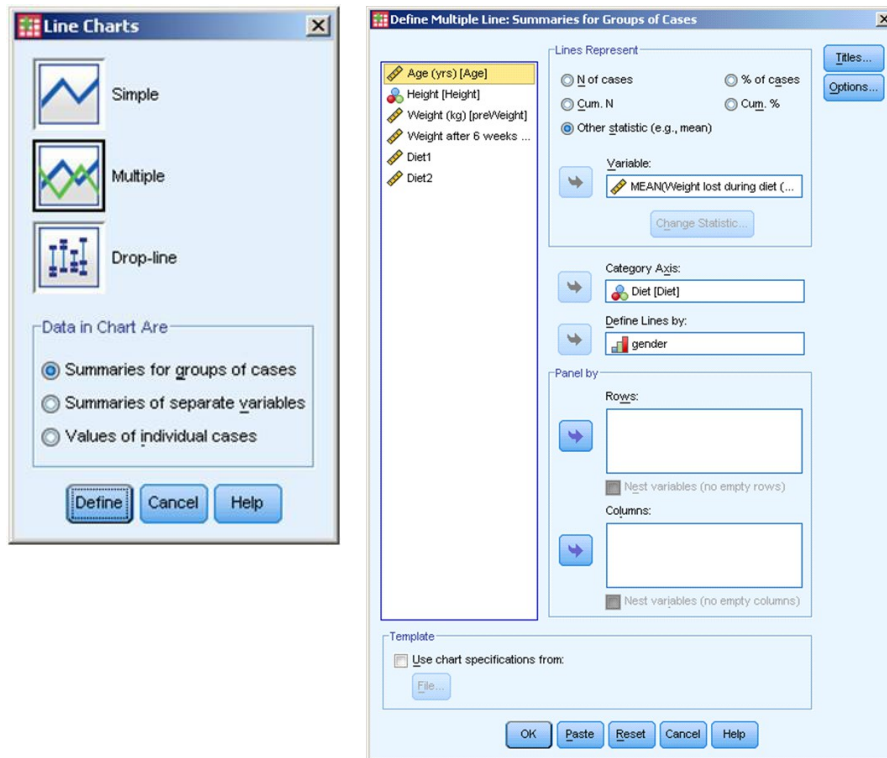 Line Charts
Simple
Multiple
Drop-line
Data in Chart Are
Summaries for groups of cases
Summaries of separate variables
Values of individual cases
Define Cancel Help
Define Multiple Line: Summaries for Groups of Cases
Age (yrs) [Age]
Height [Height]
Weight (kg) [preWeight]
Weight after 6 weeks ...
Diet1
Diet2
Lines Represent
N of cases % of cases
Cum. N Cum. %
Other statistic (e.g., mean)
Variable:
MEAN(Weight lost during diet (...
Change Statistic...
Category Axis:
Diet [Diet]
Define Lines by:
gender
Panel by
Rows:
Nest variables (no empty rows)
Columns:
Nest variables (no empty columns)
Titles...
Options...
Template
Use chart specifications from:
File...
OK Paste Reset Cancel Help